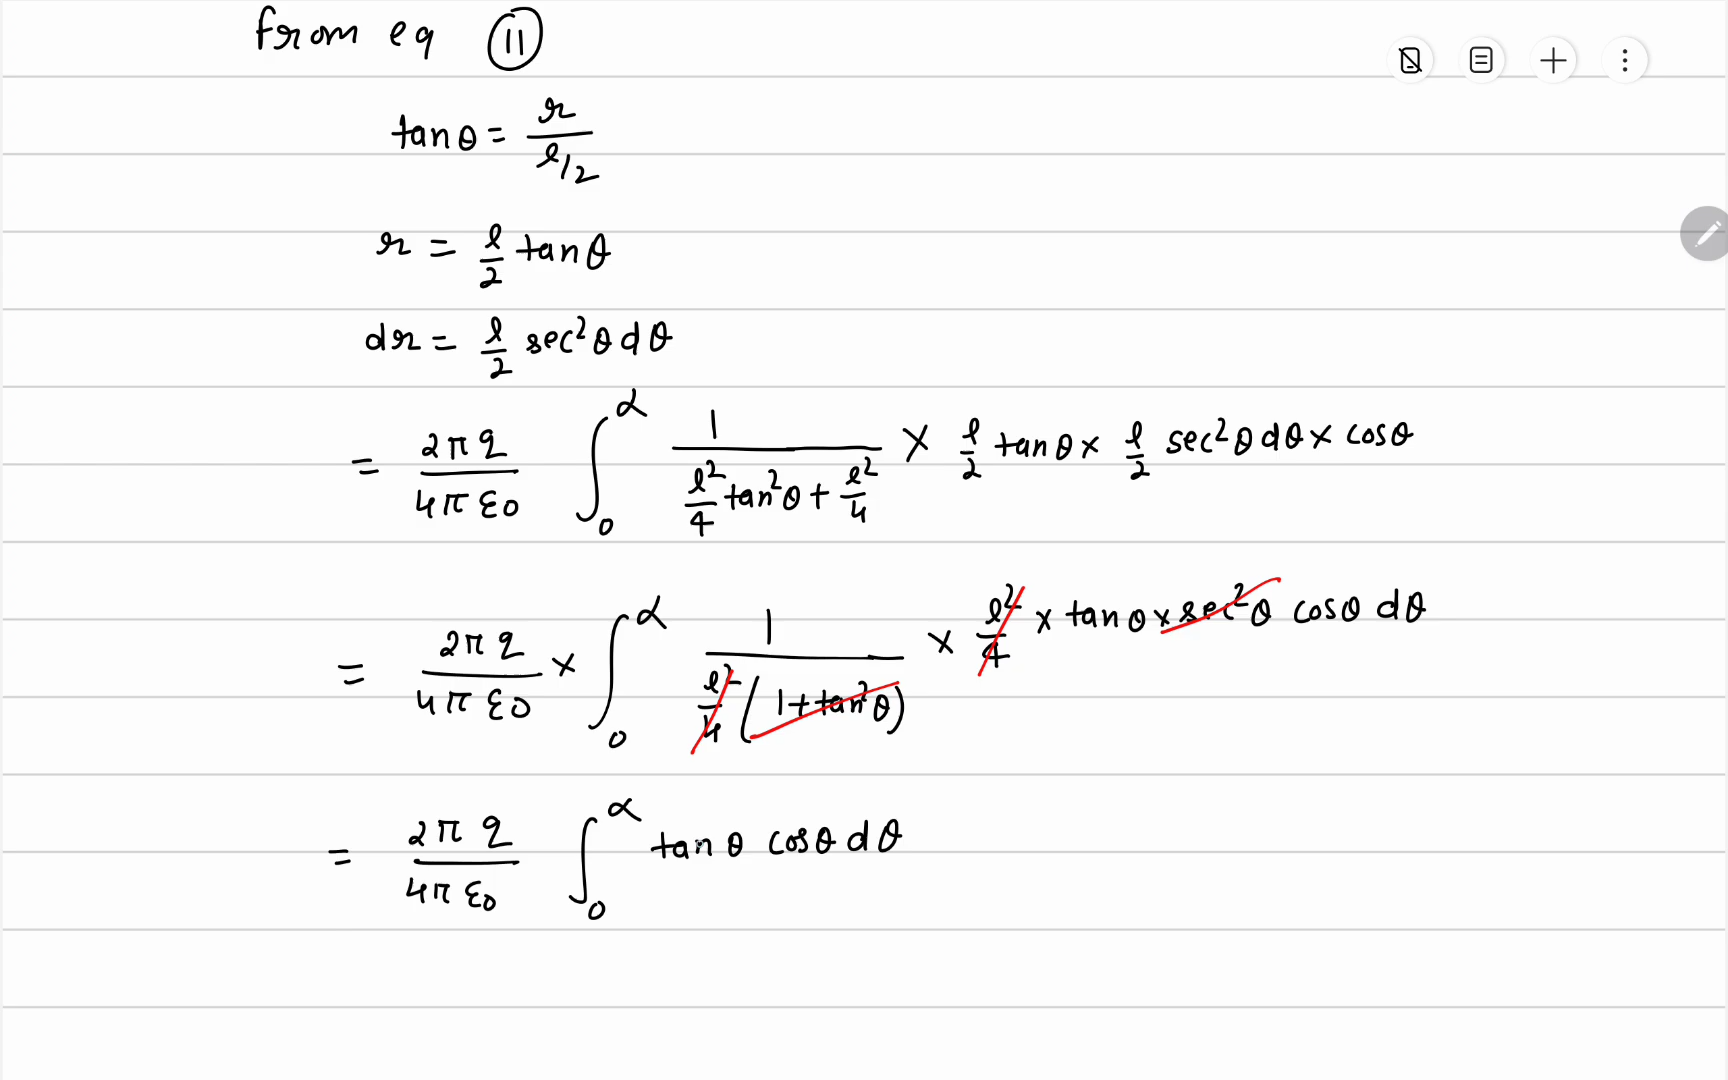 from eq (11)
tanθ = r/(l/2)
r = l/2 tanθ
dr = l/2 sec²θ dθ
= 2πq/4πε0 ∫₀^α 1/(l²/4 tan²θ + l²/4) × l/2 tanθ × l/2 sec²θ dθ × cosθ
= 2πq/4πε0 × ∫₀^α 1/(l²/4 (1+tan²θ)) × l²/4 × tanθ × sec²θ cosθ dθ
= 2πq/4πε0 ∫₀^α tanθ cosθ dθ